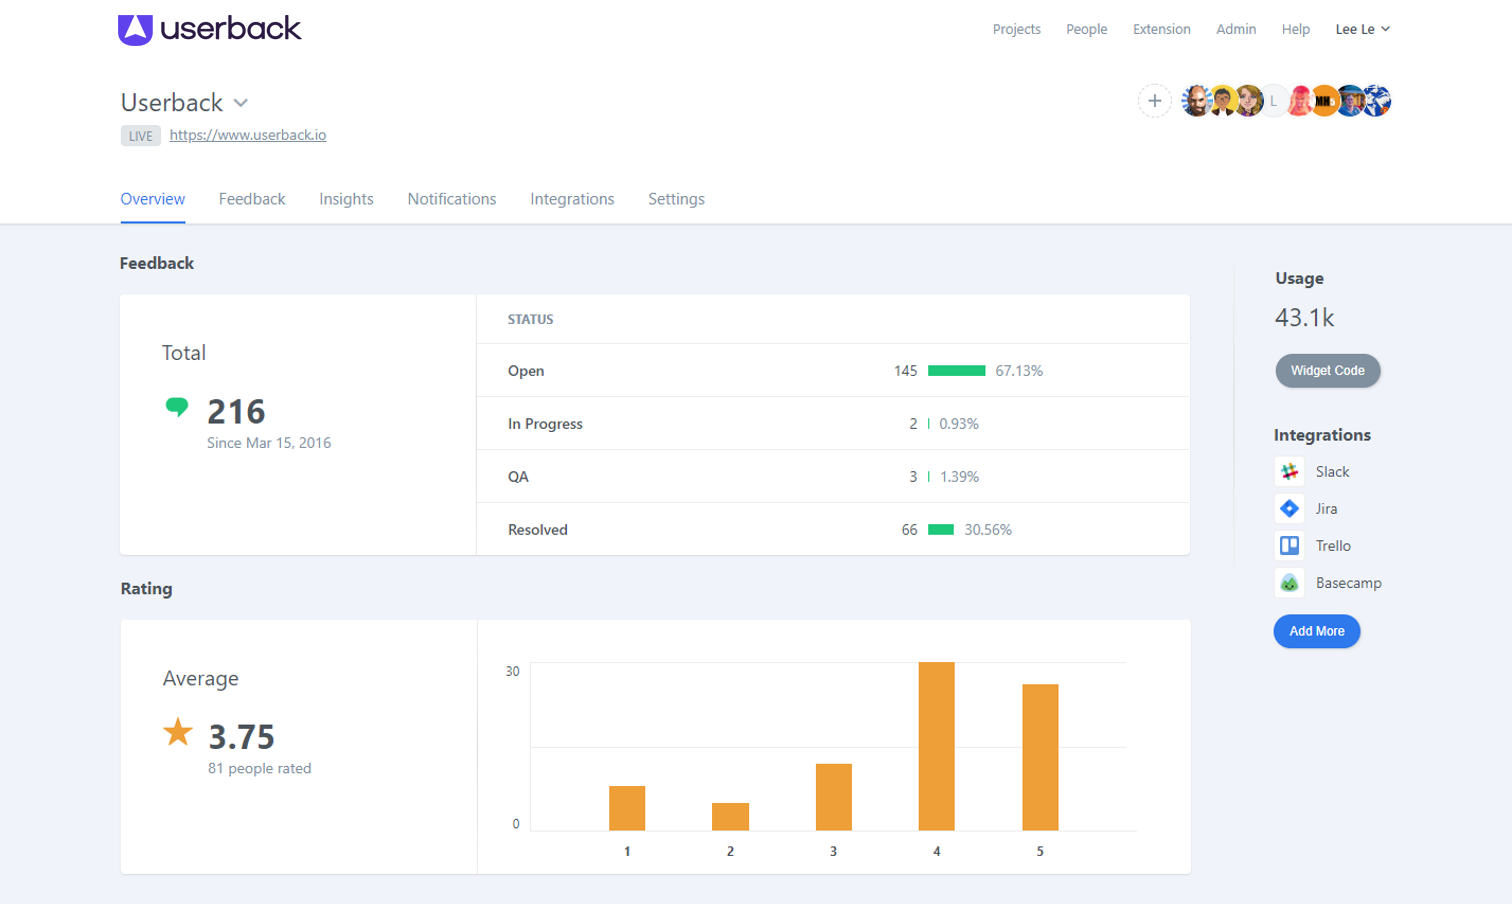 userback
Projects People Extension Admin Help Lee Le
Userback
L MH
LIVE https://www.userback.io
Overview Feedback Insights Notifications Integrations Settings
Feedback
Total
216
Since Mar 15, 2016
STATUS
Open 145 67.13%
In Progress 2 0.93%
QA 3 1.39%
Resolved 66 30.56%
Rating
Average
3.75
81 people rated
30
0
1 2 3 4 5
Usage
43.1k
Widget Code
Integrations
Slack
Jira
Trello
Basecamp
Add More